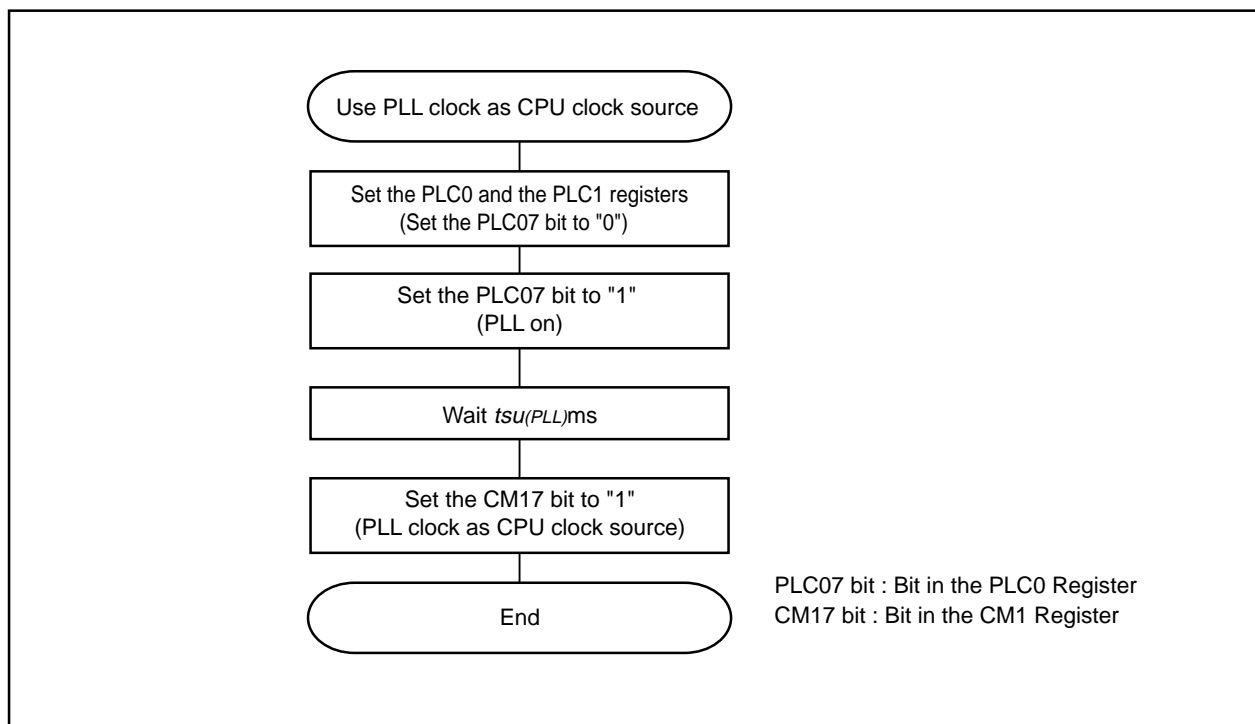 Use PLL clock as CPU clock source
Set the PLC0 and the PLC1 registers
(Set the PLC07 bit to "0")
Set the PLC07 bit to "1"
(PLL on)
Wait tsu(PLL)ms
Set the CM17 bit to "1"
(PLL clock as CPU clock source)
End
PLC07 bit : Bit in the PLC0 Register
CM17 bit : Bit in the CM1 Register